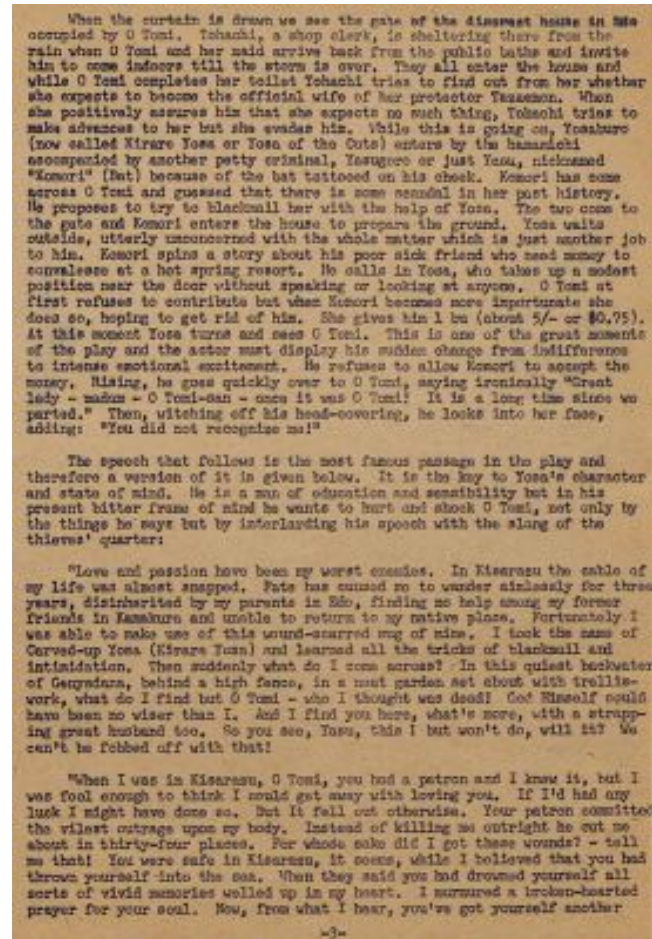 When the curtain is drawn we see the gate of the discreet house in
occupied by O Tomi. Tohachi, a shop clerk, is sheltering there from the
rain when O Tomi and her maid arrive back from the public baths and invite
him to come indoors till the storm is over. They all enter the house and
while O Tomi completes her toilet Tohachi tries to find out from her whether
she expects to become the official wife of her protector Tazaemon. When
she positively assures him that she expects no such thing, Tohachi tries to
make advances to her but she evades him. While this is going on, Yosaburo
(now called Kirare Yosa or Yosa of the Cuts) enters by the hanamichi
accompanied by another petty criminal, Yasugoro or just Yasu, nicknamed
"Komori" (Bat) because of the bat tattooed on his cheek. Komori has come
across O Tomi and guessed that there is some scandal in her past history.
He proposes to try to blackmail her with the help of Yosa. The two come to
the gate and Komori enters the house to prepare the ground. Yosa waits
outside, utterly unconcerned with the whole matter which is just another job
to him. Komori spins a story about his poor sick friend who need money to
convalesce at a hot spring resort. He calls in Yosa, who takes up a modest
position near the door without speaking or looking at anyone. O Tomi at
first refuses to contribute but when Komori becomes more importunate she
does so, hoping to get rid of him. She gives him 1 bu (about 5/- or $0.75).
At this moment Yosa turns and sees O Tomi. This is one of the great moments
of the play and the actor must display his sudden change from indifference
to intense emotional excitement. He refuses to allow Komori to accept the
money. Rising, he goes quickly over to O Tomi, saying ironically "Great
lady - madam - O Tomi-san - once it was O Tomi! It is a long time since we
parted." Then, witching off his head-covering, he looks into her face,
adding: "You did not recognize me!"
The speech that follows is the most famous passage in the play and
therefore a version of it is given below. It is the key to Yosa's character
and state of mind. He is a man of education and sensibility but in his
present bitter frame of mind he wants to hurt and shock O Tomi, not only by
the things he says but by interlarding his speech with the slang of the
thieves' quarter:
"Love and passion have been my worst enemies. In Kisarazu the cable of
my life was almost snapped. Fate has caused me to wander aimlessly for three
years, disinherited by my parents in Edo, finding no help among my former
friends in Kamakura and unable to return to my native place. Fortunately I
was able to make use of this wound-scarred mug of mine. I took the name of
Carved-up Yosa (Kirare Yosa) and learned all the tricks of blackmail and
intimidation. Then suddenly what do I come across? In this quiest backwater
of Genyadana, behind a high fence, in a neat garden set about with trellis-
work, what do I find but O Tomi - who I thought was dead! God Himself could
have been no wiser than I. And I find you here, what's more, with a strapp-
ing great husband too. So you see, Yasu, this 1 bu won't do, will it? We
can't be fobbed off with that!
"When I was in Kisarazu, O Tomi, you had a patron and I knew it, but I
was fool enough to think I could get away with loving you. If I'd had any
luck I might have done so. But it fell out otherwise. Your patron committed
the vilest outrage upon my body. Instead of killing me outright he cut me
about in thirty-four places. For whose sake did I get these wounds? - tell
me that! You were safe in Kisarazu, it seems, while I believed that you had
thrown yourself into the sea. When they said you had drowned yourself all
sorts of vivid memories welled up in my heart. I murmured a broken-hearted
prayer for your soul. Now, from what I hear, you've got yourself another
-3-